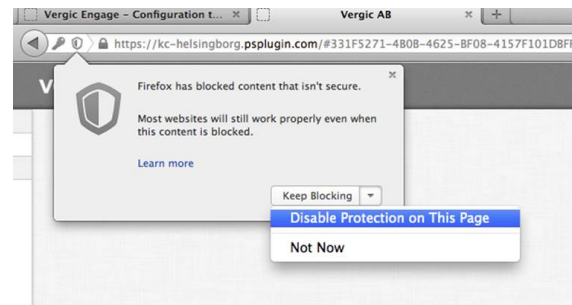 Vergic Engage – Configuration t...
Vergic AB
https://kc-helsingborg.psplugin.com/#331F5271-4B0B-4625-BF08-4157F101D8F
V
Firefox has blocked content that isn't secure.
Most websites will still work properly even when
this content is blocked.
Learn more
Keep Blocking
Disable Protection on This Page
Not Now